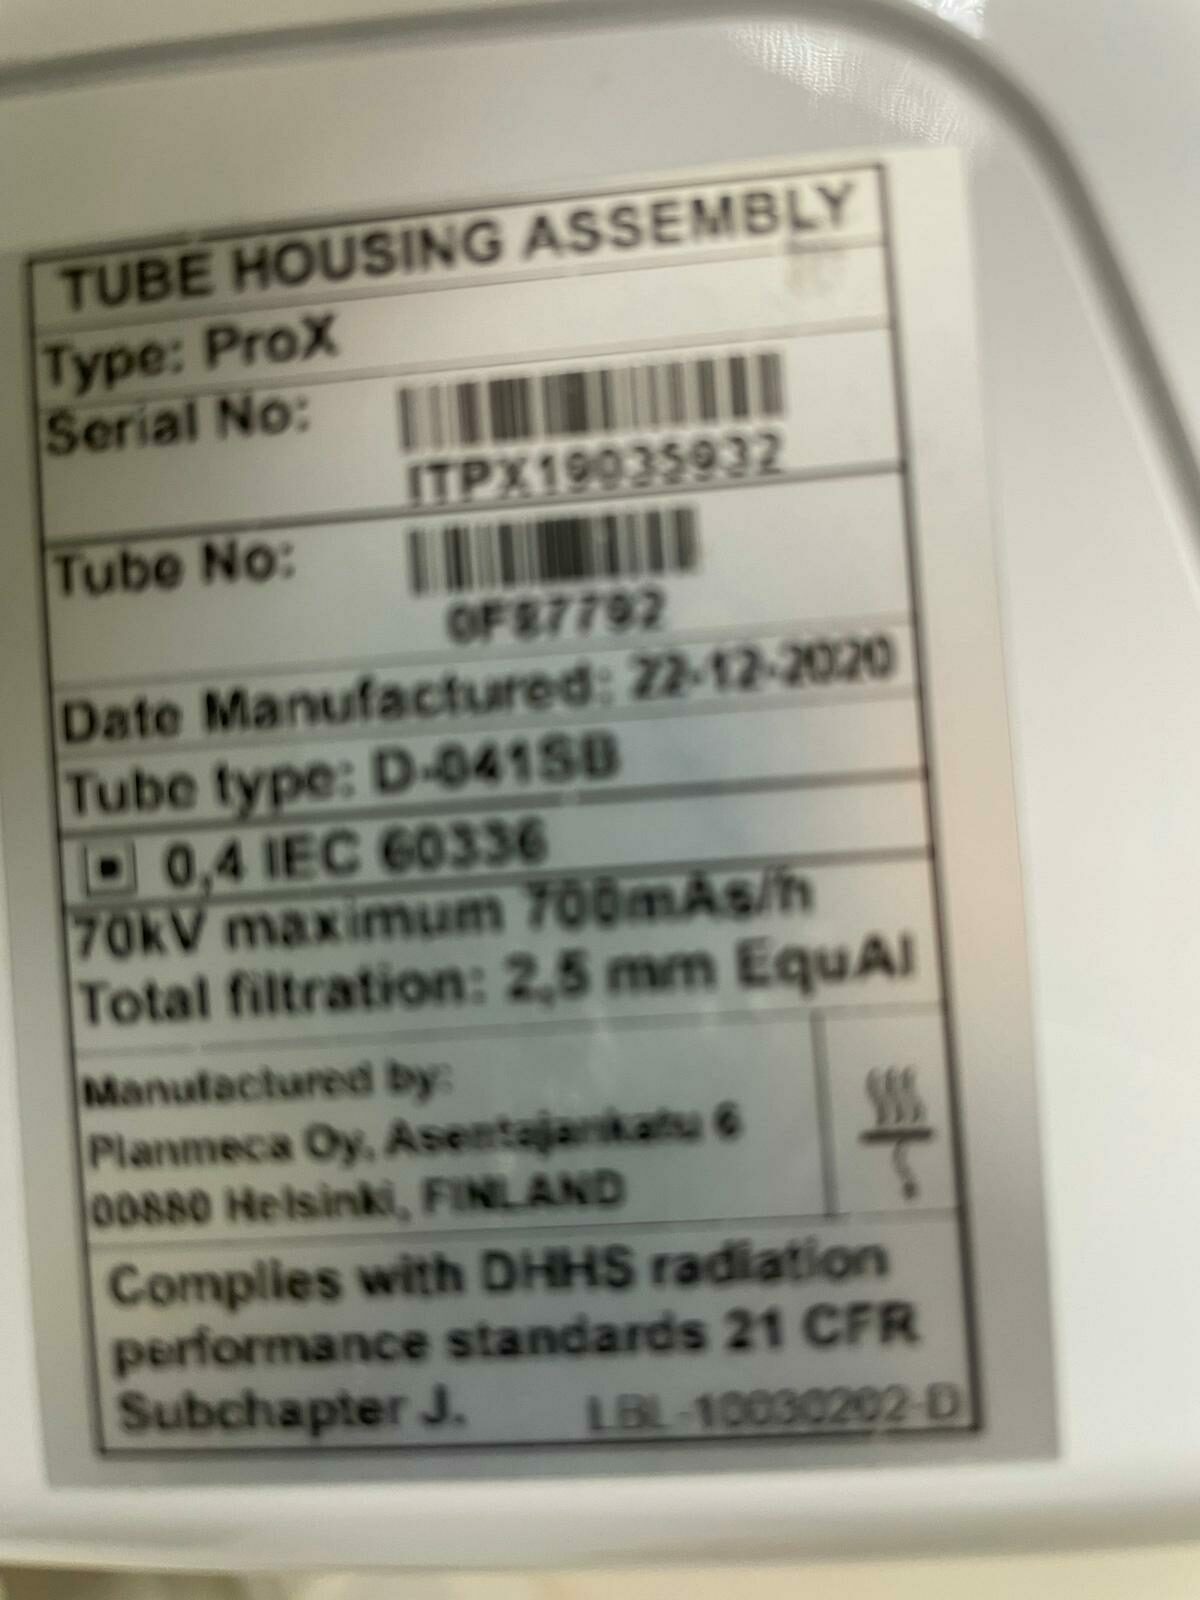 TUBE HOUSING ASSEMBLY
Type: ProX
Serial No:
ITPX19035932
Tube No:
0F87792
Date Manufactured: 22-12-2020
Tube type: D-041SB
0,4 IEC 60336
70kV maximum 700mAs/h
Total filtration: 2,5 mm EquAl
Manufactured by:
Planmeca Oy, Asentajankatu 6
00880 Helsinki, FINLAND
Complies with DHHS radiation
performance standards 21 CFR
Subchapter J. LBL-10030202-D